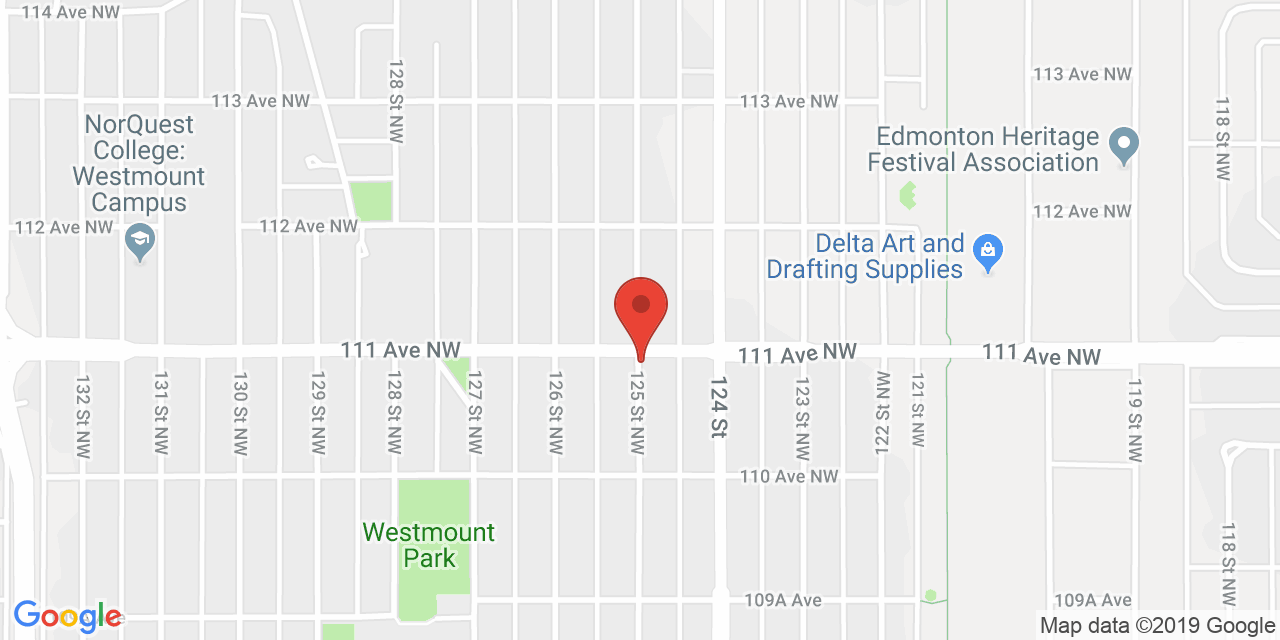 114 Ave NW
128 St NW
113 Ave NW
113 Ave NW
113 Ave NW
118 St NW
NorQuest
College:
Westmount
Campus
Edmonton Heritage
Festival Association
112 Ave NW
112 Ave NW
112 Ave NW
Delta Art and
Drafting Supplies
111 Ave NW
111 Ave NW
111 Ave NW
132 St NW
131 St NW
130 St NW
129 St NW
128 St NW
127 St NW
126 St NW
125 St NW
124 St
123 St NW
122 St NW
121 St NW
119 St NW
110 Ave NW
Westmount
Park
118 St NW
109A Ave
109A Ave
Google
Map data ©2019 Google